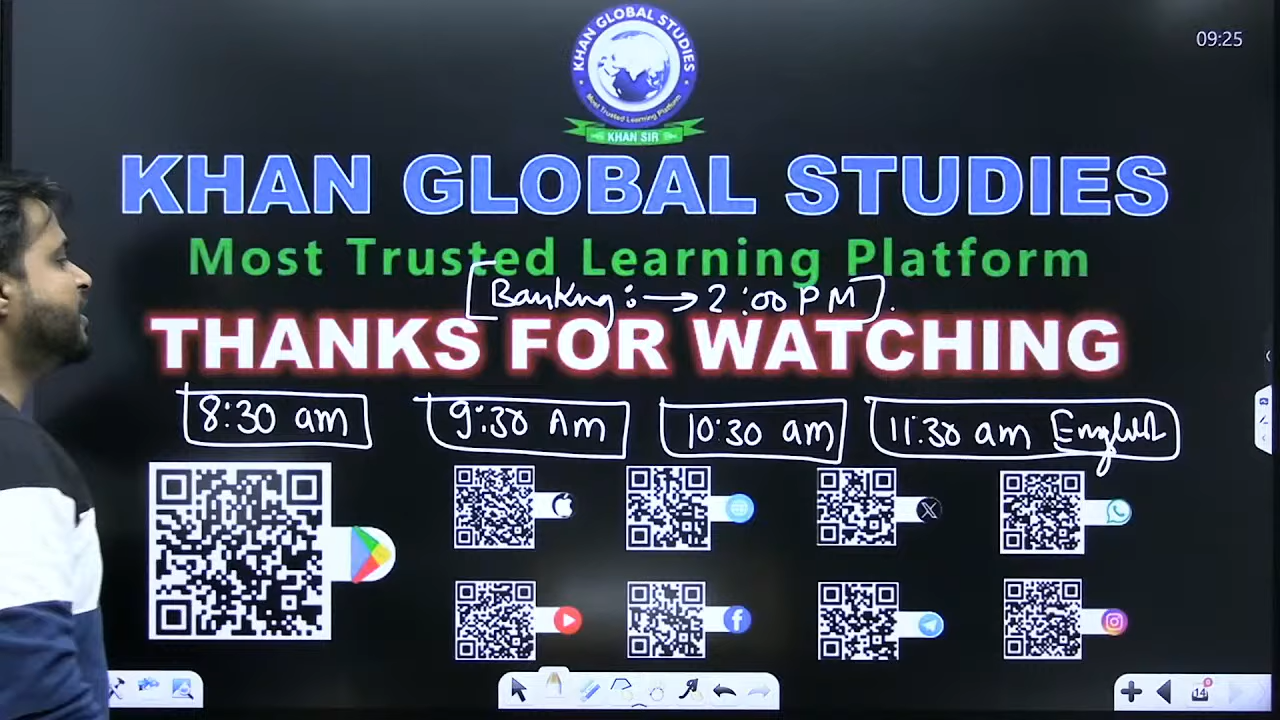 KHAN GLOBAL STUDIES
Most Trusted Learning Platform
KHAN SIR
09:25
KHAN GLOBAL STUDIES
Most Trusted Learning Platform
Banking : → 2:00 PM
THANKS FOR WATCHING
8:30 am
9:30 Am
10:30 am
11:30 am English
14